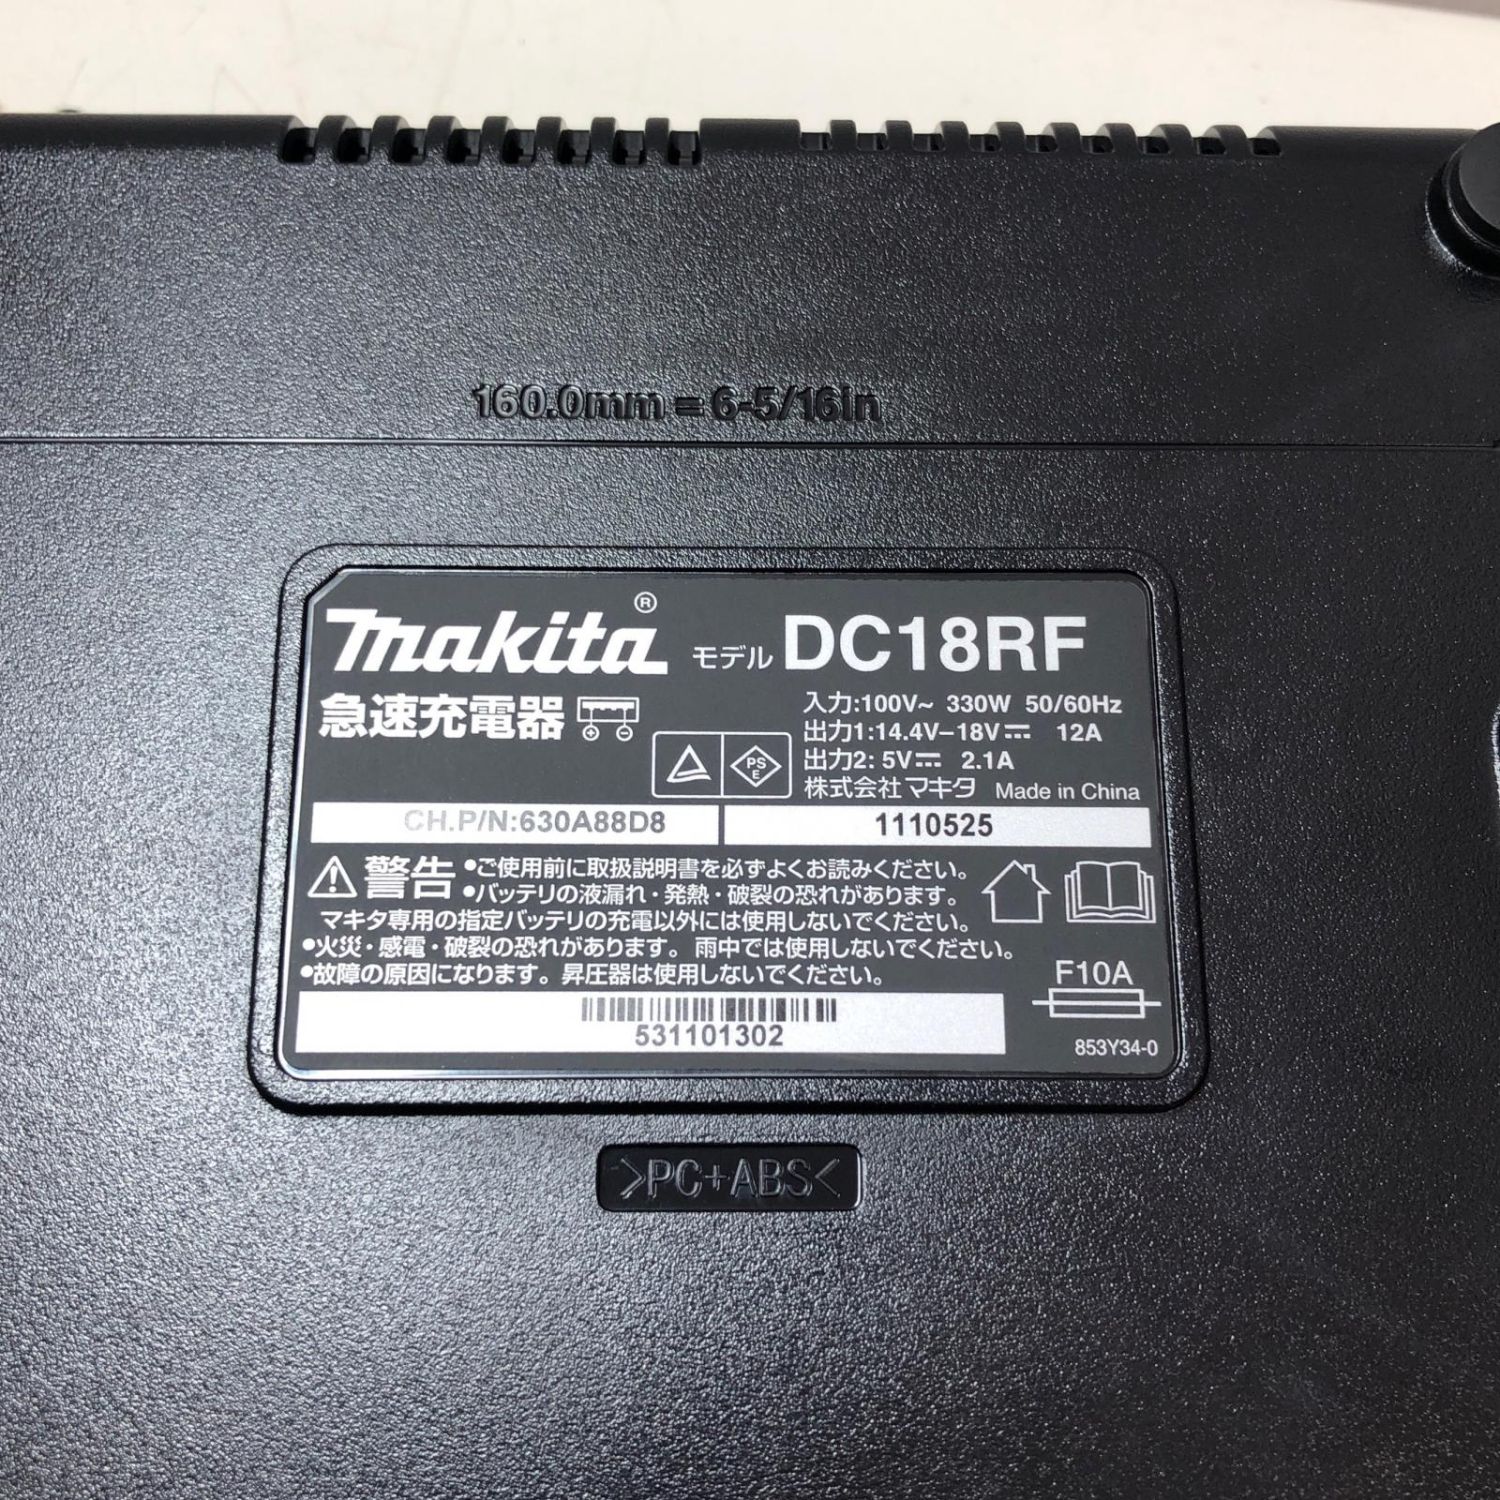 160.0mm = 6-5/16in
makita®
モデル DC18RF
急速充電器
入力:100V~ 330W 50/60Hz
出力1:14.4V-18V⎓ 12A
出力2: 5V⎓ 2.1A
PS
E
株式会社マキタ Made in China
CH.P/N:630A88D8
1110525
警告
•ご使用前に取扱説明書を必ずよくお読みください。
•バッテリの液漏れ・発熱・破裂の恐れがあります。
マキタ専用の指定バッテリの充電以外には使用しないでください。
•火災・感電・破裂の恐れがあります。雨中では使用しないでください。
•故障の原因になります。昇圧器は使用しないでください。
F10A
531101302
853Y34-0
>PC+ABS<